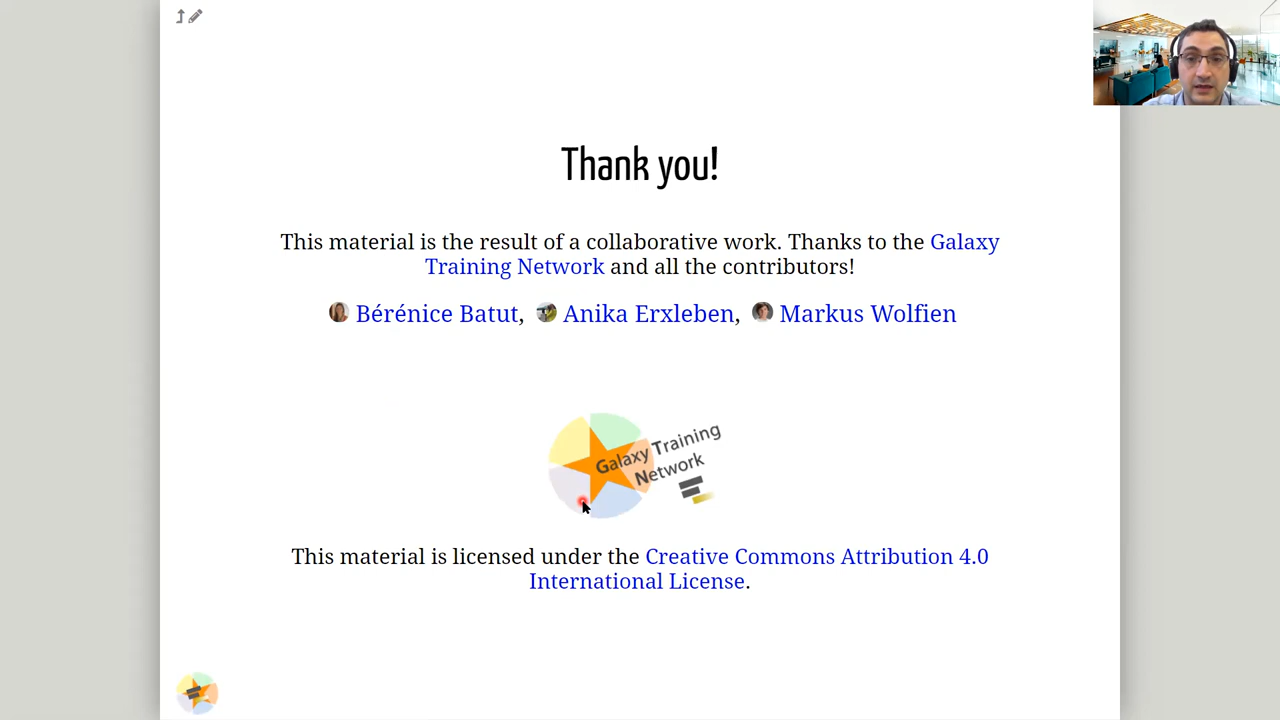 Thank you!
This material is the result of a collaborative work. Thanks to the Galaxy
Training Network and all the contributors!
Bérénice Batut, Anika Erxleben, Markus Wolfien
Galaxy Training
Network
This material is licensed under the Creative Commons Attribution 4.0
International License.